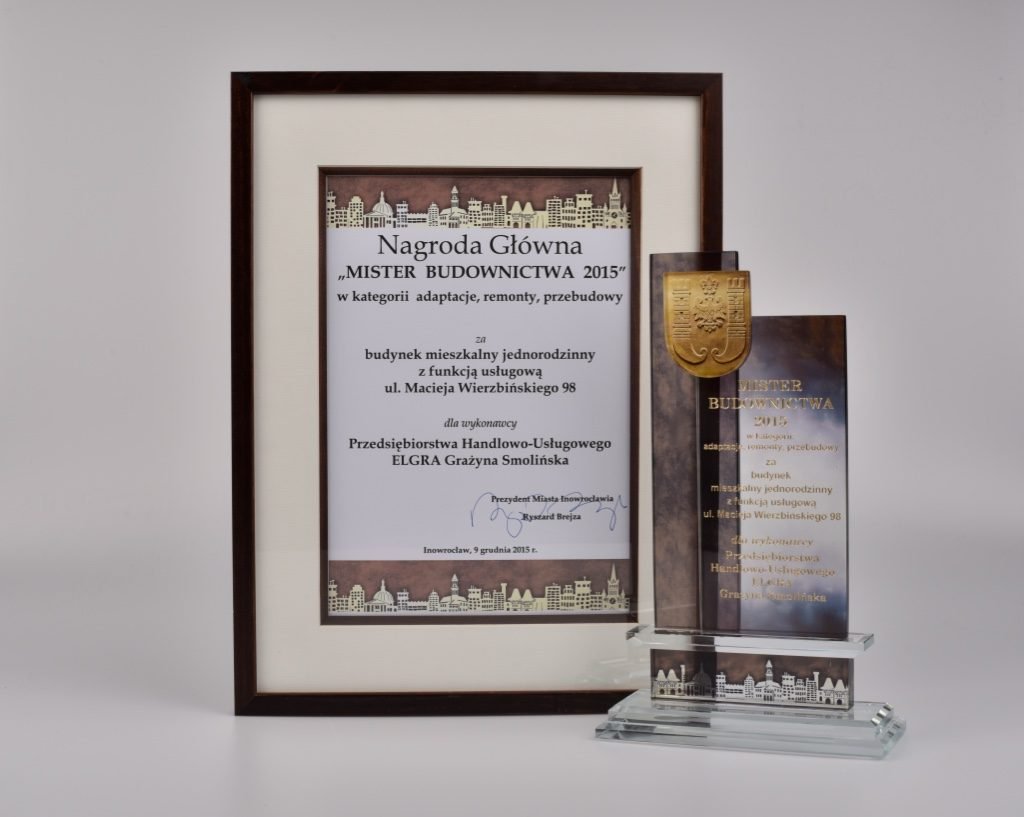 Nagroda Główna
„MISTER BUDOWNICTWA 2015”
w kategorii adaptacje, remonty, przebudowy
za
budynek mieszkalny jednorodzinny
z funkcją usługową
ul. Macieja Wierzbińskiego 98
dla wykonawcy
Przedsiębiorstwa Handlowo-Usługowego
ELGRA Grażyna Smolińska
Prezydent Miasta Inowrocławia
Ryszard Brejza
Inowrocław, 9 grudnia 2015 r.
MISTER
BUDOWNICTWA
2015
w kategorii
adaptacje, remonty, przebudowy
za
budynek
mieszkalny jednorodzinny
z funkcją usługową
ul. Macieja Wierzbińskiego 98
dla wykonawcy
Przedsiębiorstwa
Handlowo-Usługowego
ELGRA
Grażyna Smolińska